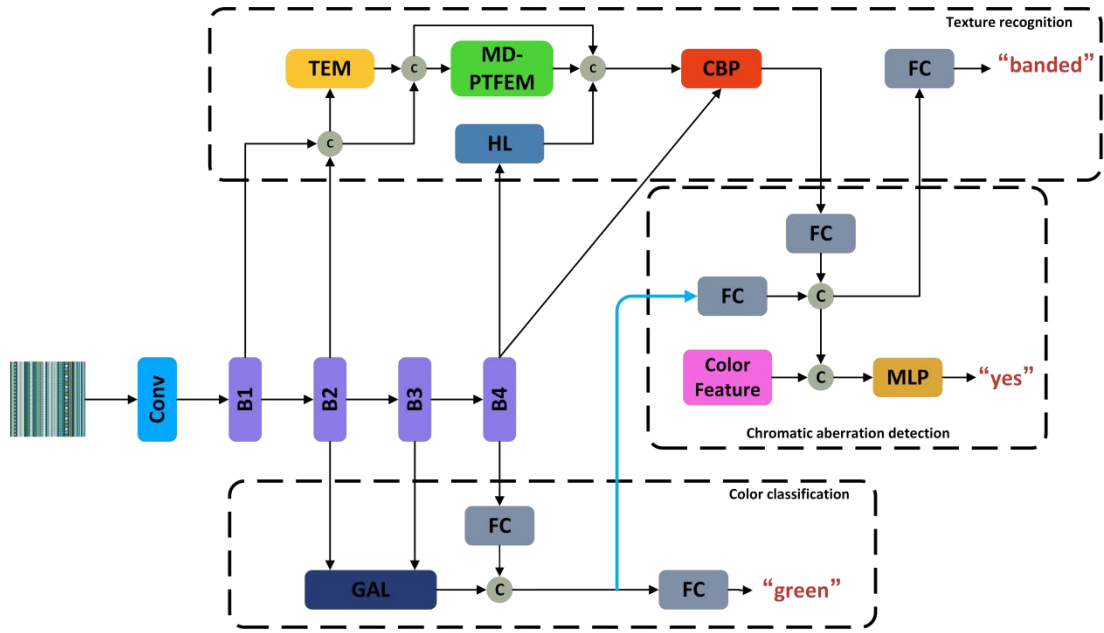 Texture recognition
TEM
C
MD-
PTFEM
C
CBP
FC
"banded"
C
HL
FC
FC
C
Conv
B1
B2
B3
B4
Color
Feature
C
MLP
"yes"
Chromatic aberration detection
Color classification
FC
GAL
C
FC
"green"